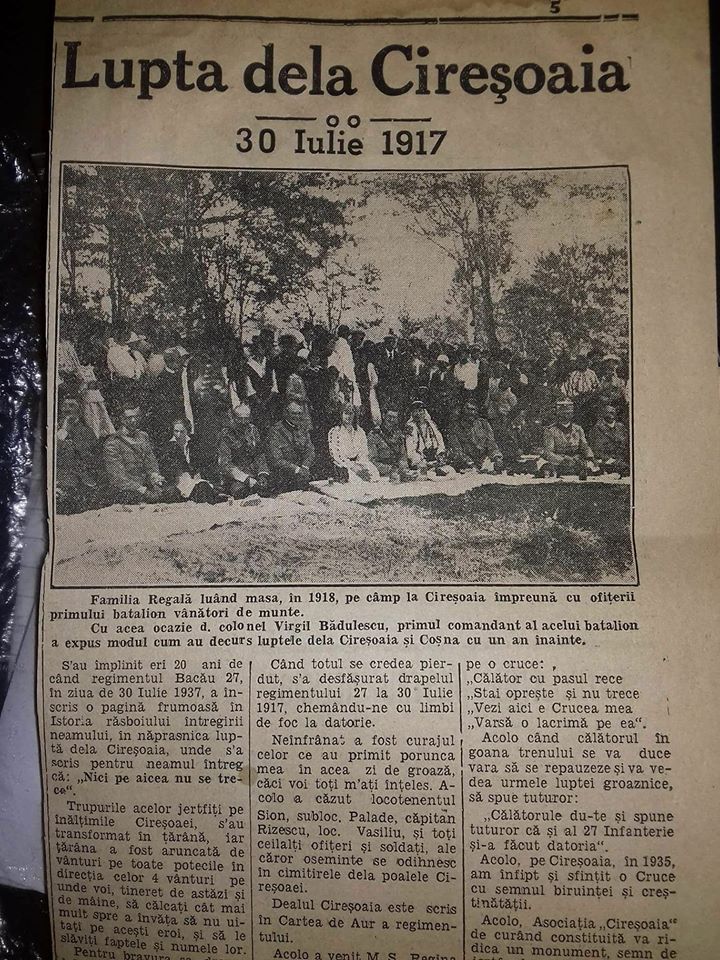 5
Lupta dela Cireşoaia
oo
30 Iulie 1917
Familia Regală luând masa, în 1918, pe câmp la Cireşoaia împreună cu ofiţerii
primului batalion vânători de munte.
Cu acea ocazie d. colonel Virgil Bădulescu, primul comandant al acelui batalion
a expus modul cum au decurs luptele dela Cireşoaia şi Coşna cu un an înainte.
S'au împlinit eri 20 ani de
când regimentul Bacău 27,
în ziua de 30 Iulie 1937, a în-
scris o pagină frumoasă în
Istoria răsboiului întregirii
neamului, în năprasnica lup-
tă dela Cireşoaia, unde s'a
scris pentru neamul întreg
că: „Nici pe aicea nu se tre-
ce“.
Trupurile acelor jertfiţi pe
înălţimile Cireşoaei, s'au
transformat în ţărână, iar
ţărâna a fost aruncată de
vânturi pe toate potecile în
direcţia celor 4 vânturi pe
unde voi, tineret de astăzi şi
de mâine, să călcaţi cât mai
mult spre a învăţa să nu ui-
taţi pe aceşti eroi, şi să le
slăviţi faptele şi numele lor.
Pentru bravura
Când totul se credea pier-
dut, s'a desfăşurat drapelul
regimentului 27 la 30 Iulie
1917, chemându-ne cu limbi
de foc la datorie.
Neînfrânat a fost curajul
celor ce au primit porunca
mea în acea zi de groază,
căci voi toţi m'aţi înţeles. A-
colo a căzut locotenentul
Sion, subloc. Palade, căpitan
Rizescu, loc. Vasiliu, şi toţi
ceilalţi ofiţeri şi soldaţi, ale
căror oseminte se odihnesc
în cimitirele dela poalele Ci-
reşoaei.
Dealul Cireşoaia este scris
în Cartea de Aur a regimen-
tului.
Acolo a venit M. S. Regina
pe o cruce:
„Călător cu pasul rece
„Stai opreşte şi nu trece
„Vezi aici e Crucea mea
„Varsă o lacrimă pe ea“.
Acolo când călătorul în
goana trenului se va duce
vara să se repauzeze şi va ve-
dea urmele luptei groaznice,
să spue tuturor:
„Călătorule du-te şi spune
tuturor că şi al 27 Infanterie
şi-a făcut datoria“.
Acolo, pe Cireşoaia, în 1935,
am înfipt şi sfinţit o Cruce
cu semnul biruinţei şi creş-
tinătăţii.
Acolo, Asociaţia „Cireşoaia“
de curând constituită va ri-
dica un monument, semn de